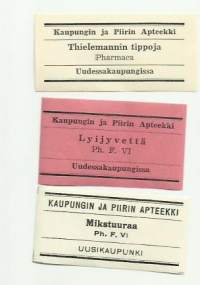 Kaupungin ja Piirin Apteekki
Thielemannin tippoja
Pharmaca
Uudessakaupungissa
Kaupungin ja Piirin Apteekki
Lyijyvettä
Ph. F. VI
Uudessakaupungissa
KAUPUNGIN JA PIIRIN APTEEKKI
Mikstuuraa
Ph. F. VI
UUSIKAUPUNKI